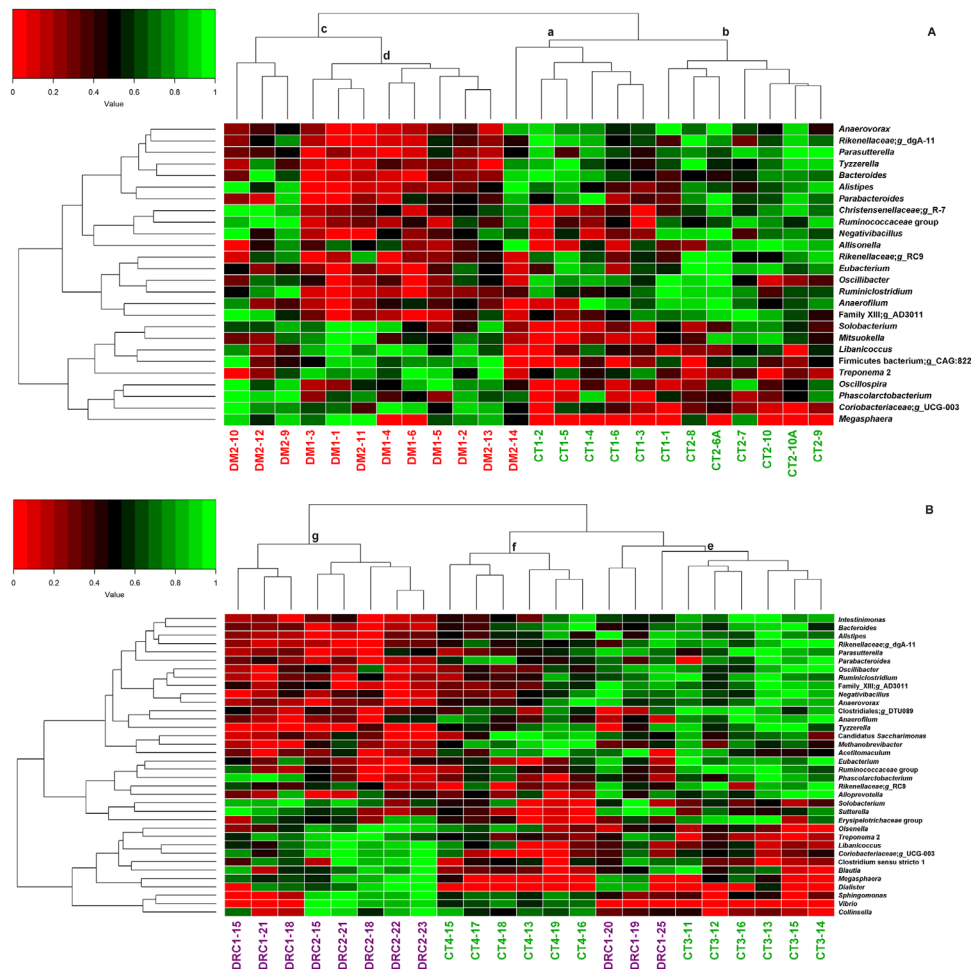 A
0 0.2 0.4 0.6 0.8 1
Value
c
d
a
b
Anaerovorax
Rikenellaceae;g_dgA-11
Parasutterella
Tyzzerella
Bacteroides
Alistipes
Parabacteroides
Christensenellaceae;g_R-7
Ruminococcaceae group
Negativibacillus
Allisonella
Rikenellaceae;g_RC9
Eubacterium
Oscillibacter
Ruminiclostridium
Anaerofilum
Family XIII;g_AD3011
Solobacterium
Mitsuokella
Libanicoccus
Firmicutes bacterium;g_CAG:822
Treponema 2
Oscillospira
Phascolarctobacterium
Coriobacteriaceae;g_UCG-003
Megasphaera
DM2-10 DM2-12 DM2-9 DM1-3 DM1-1 DM2-11 DM1-4 DM1-6 DM1-5 DM1-2 DM2-13 DM2-14 CT1-2 CT1-5 CT1-4 CT1-6 CT1-3 CT1-1 CT2-8 CT2-6A CT2-7 CT2-10 CT2-10A CT2-9
B
0 0.2 0.4 0.6 0.8 1
Value
g
f
e
Intestinimonas
Bacteroides
Alistipes
Rikenellaceae;g_dgA-11
Parasutterella
Parabacteroides
Oscillibacter
Ruminiclostridium
Family_XIII;g_AD3011
Negativibacillus
Anaerovorax
Clostridiales;g_DTU089
Anaerofilum
Tyzzerella
Candidatus Saccharimonas
Methanobrevibacter
Acetitomaculum
Eubacterium
Ruminococcaceae group
Phascolarctobacterium
Rikenellaceae;g_RC9
Alloprevotella
Solobacterium
Sutterella
Erysipelotrichaceae group
Olsenella
Treponema 2
Libanicoccus
Coriobacteriaceae;g_UCG-003
Clostridium sensu stricto 1
Blautia
Megasphaera
Dialister
Sphingomonas
Vibrio
Collinsella
DRC1-15 DRC1-21 DRC1-18 DRC2-15 DRC2-21 DRC2-18 DRC2-22 DRC2-23 CT4-15 CT4-17 CT4-18 CT4-13 CT4-19 CT4-16 DRC1-20 DRC1-19 DRC1-25 CT3-11 CT3-12 CT3-16 CT3-13 CT3-15 CT3-14